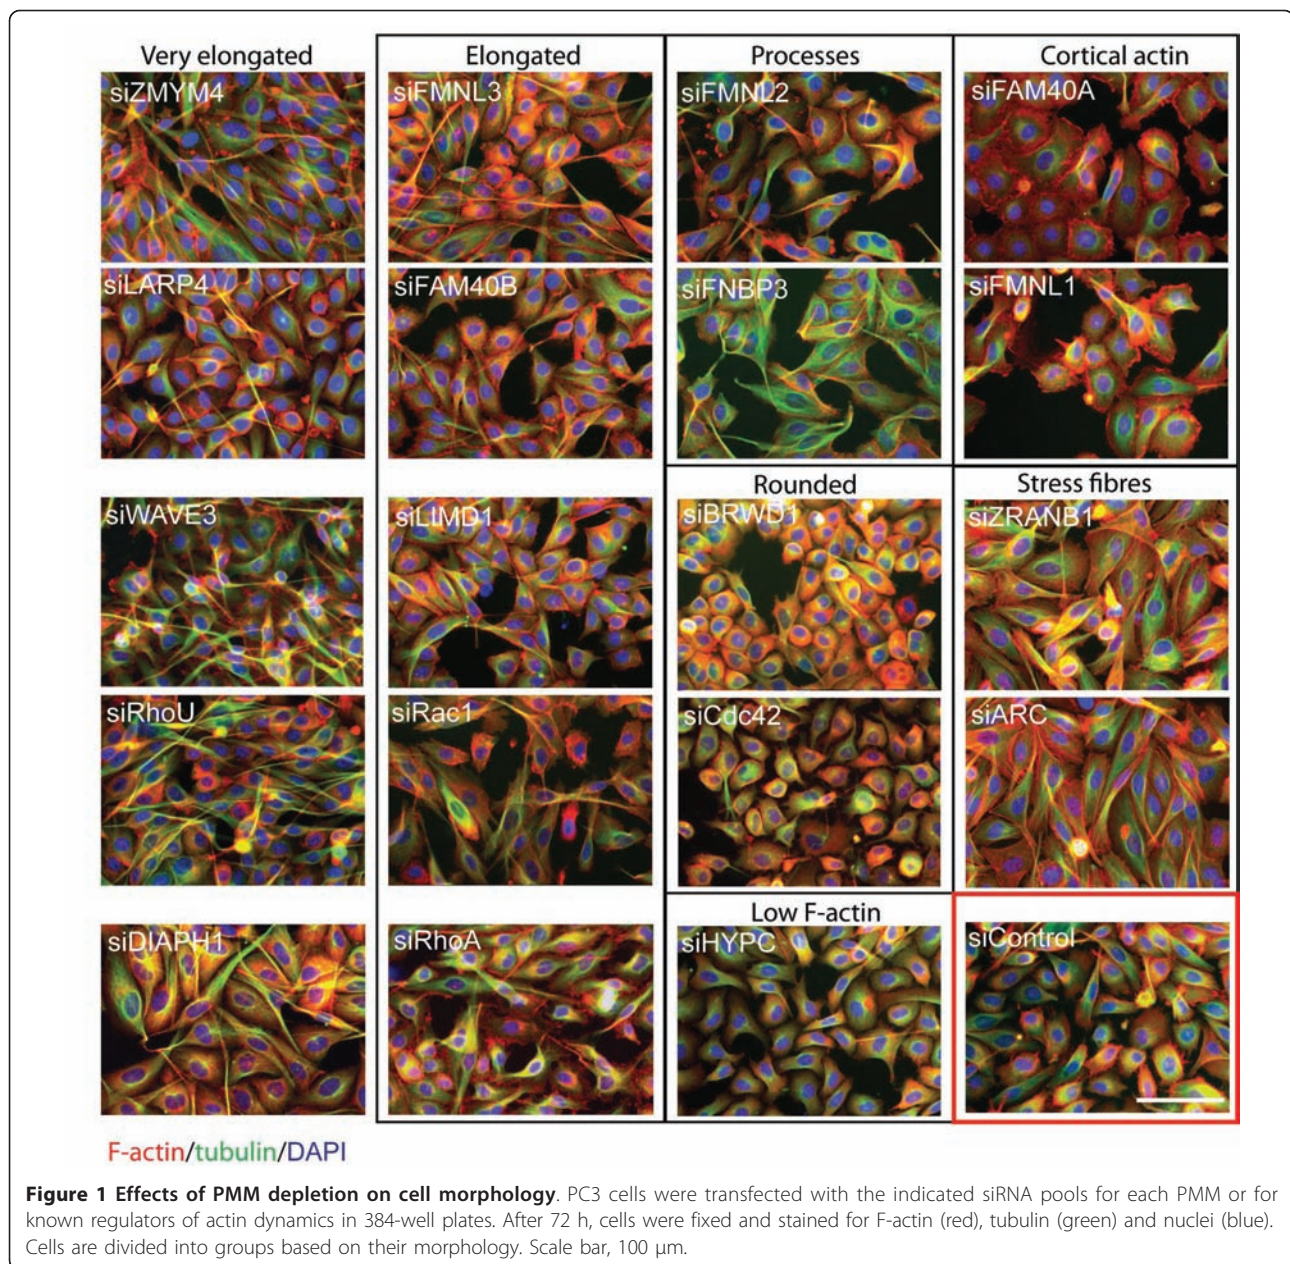 Very elongated
Elongated
Processes
Cortical actin
siZMYM4
siFMNL3
siFMNL2
siFAM40A
siLARP4
siFAM40B
siFNBP3
siFMNL1
Rounded
Stress fibres
siWAVE3
siLIMD1
siBRWD1
siZRANB1
siRhoU
siRac1
siCdc42
siARC
Low F-actin
siDIAPH1
siRhoA
siHYPC
siControl
F-actin/tubulin/DAPI
Figure 1 Effects of PMM depletion on cell morphology. PC3 cells were transfected with the indicated siRNA pools for each PMM or for
known regulators of actin dynamics in 384-well plates. After 72 h, cells were fixed and stained for F-actin (red), tubulin (green) and nuclei (blue).
Cells are divided into groups based on their morphology. Scale bar, 100 μm.